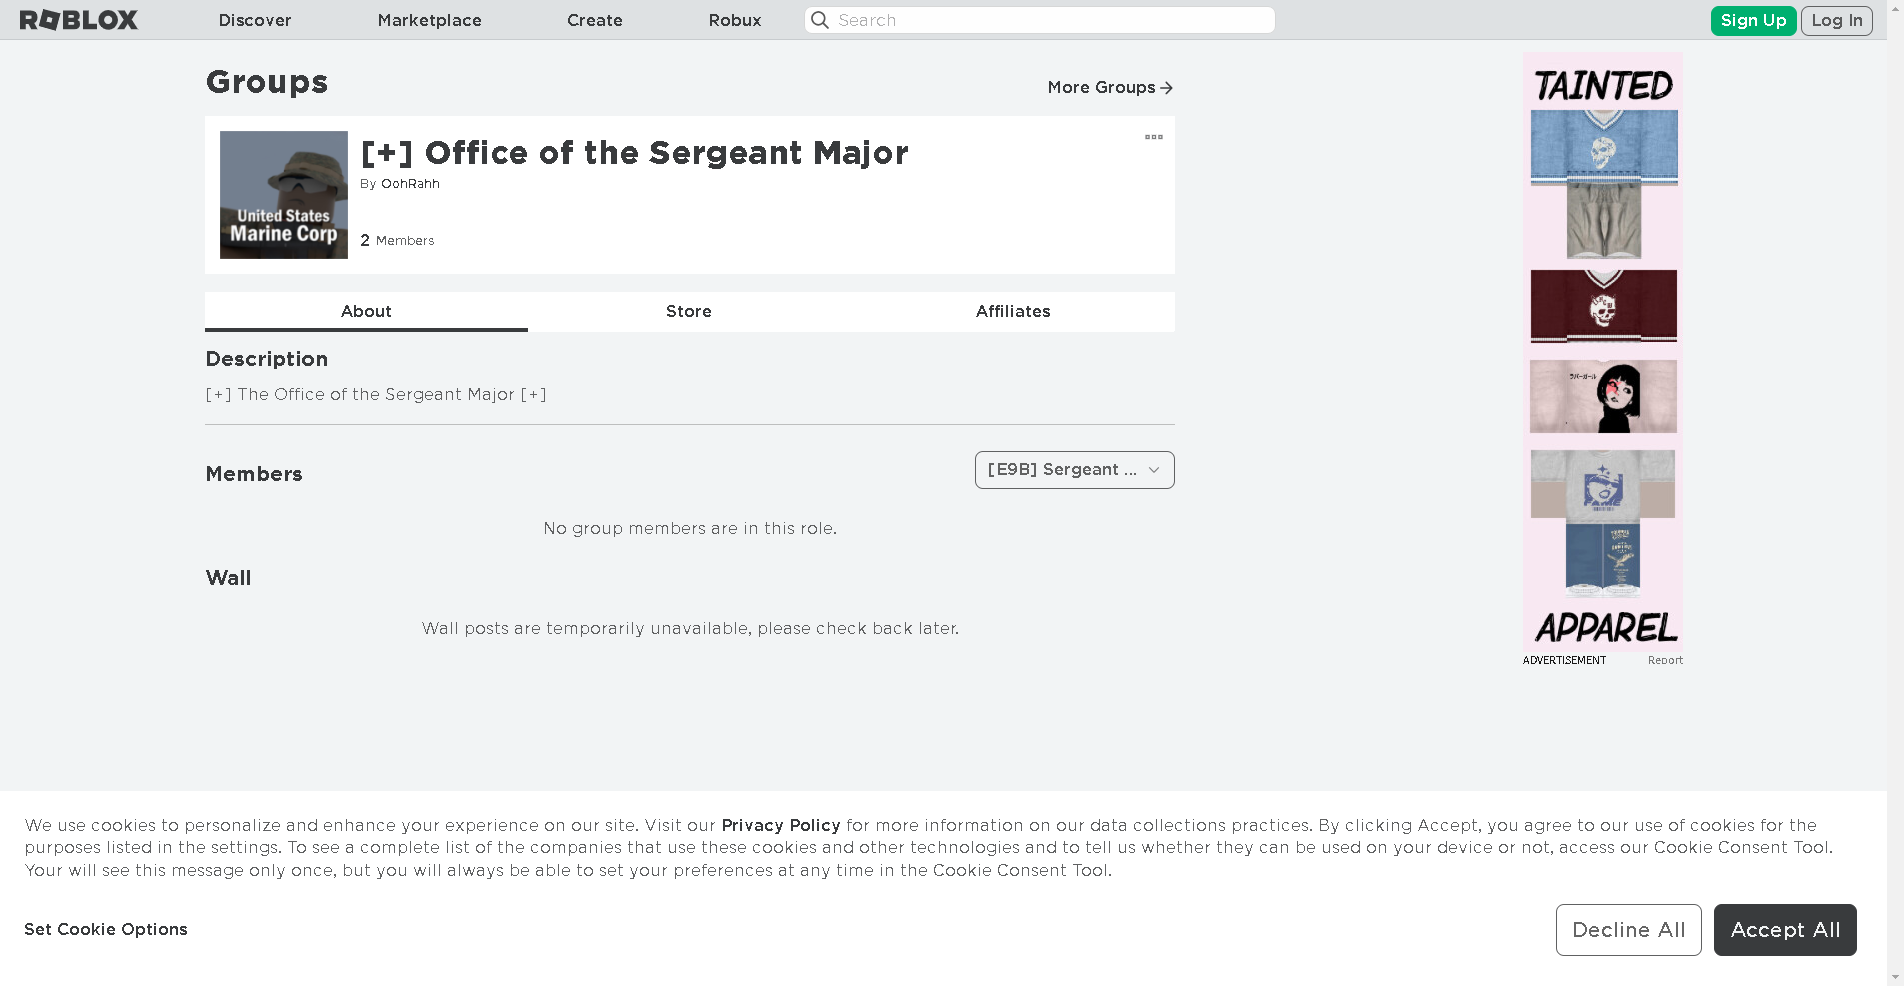 ROBLOX
Discover
Marketplace
Create
Robux
Search
Sign Up
Log In
Groups
More Groups
United States
Marine Corp
[+] Office of the Sergeant Major
By OohRahh
2 Members
About
Store
Affiliates
Description
[+] The Office of the Sergeant Major [+]
Members
[E9B] Sergeant ...
No group members are in this role.
Wall
Wall posts are temporarily unavailable, please check back later.
TAINTED
ラバーガール
FAME
APPAREL
ADVERTISEMENT
Report
We use cookies to personalize and enhance your experience on our site. Visit our Privacy Policy for more information on our data collections practices. By clicking Accept, you agree to our use of cookies for the
purposes listed in the settings. To see a complete list of the companies that use these cookies and other technologies and to tell us whether they can be used on your device or not, access our Cookie Consent Tool.
Your will see this message only once, but you will always be able to set your preferences at any time in the Cookie Consent Tool.
Set Cookie Options
Decline All
Accept All